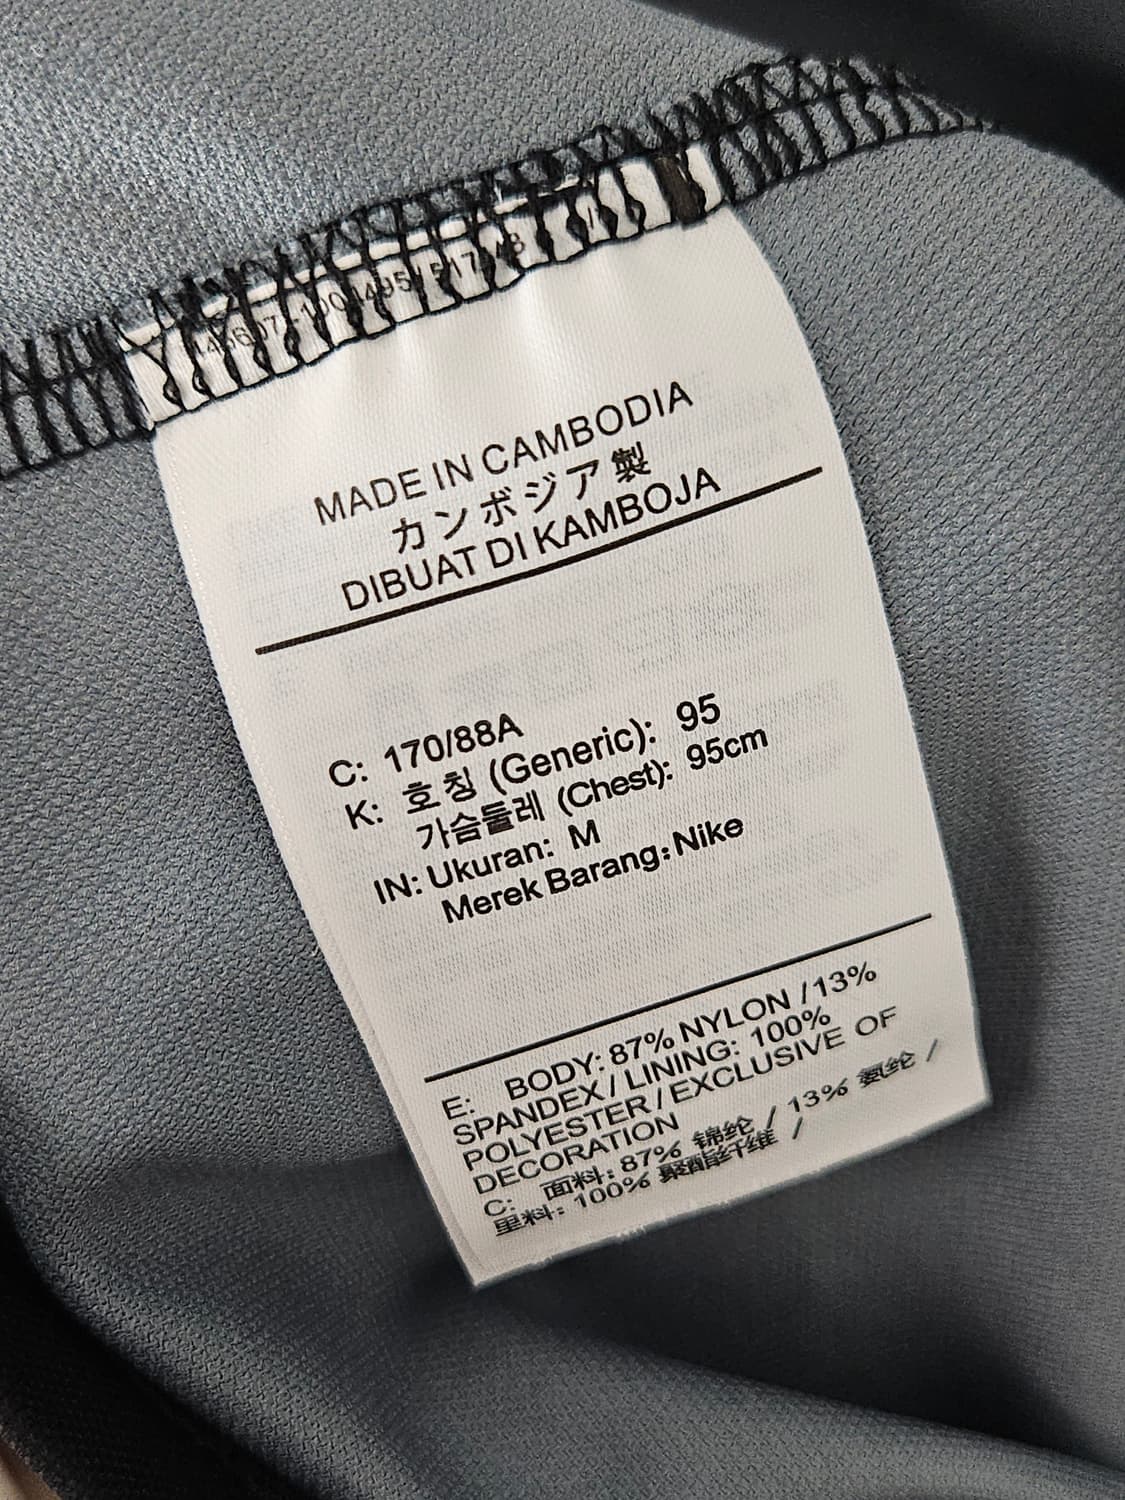 MADE IN CAMBODIA
カンボジア製
DIBUAT DI KAMBOJA
C: 170/88A
K: 호칭 (Generic): 95
가슴둘레 (Chest): 95cm
IN: Ukuran: M
Merek Barang: Nike
E: BODY: 87% NYLON /13%
SPANDEX / LINING: 100%
POLYESTER / EXCLUSIVE OF
DECORATION
C: 面料: 87% 锦纶 / 13% 氨纶 /
里料: 100% 聚酯纤维 /